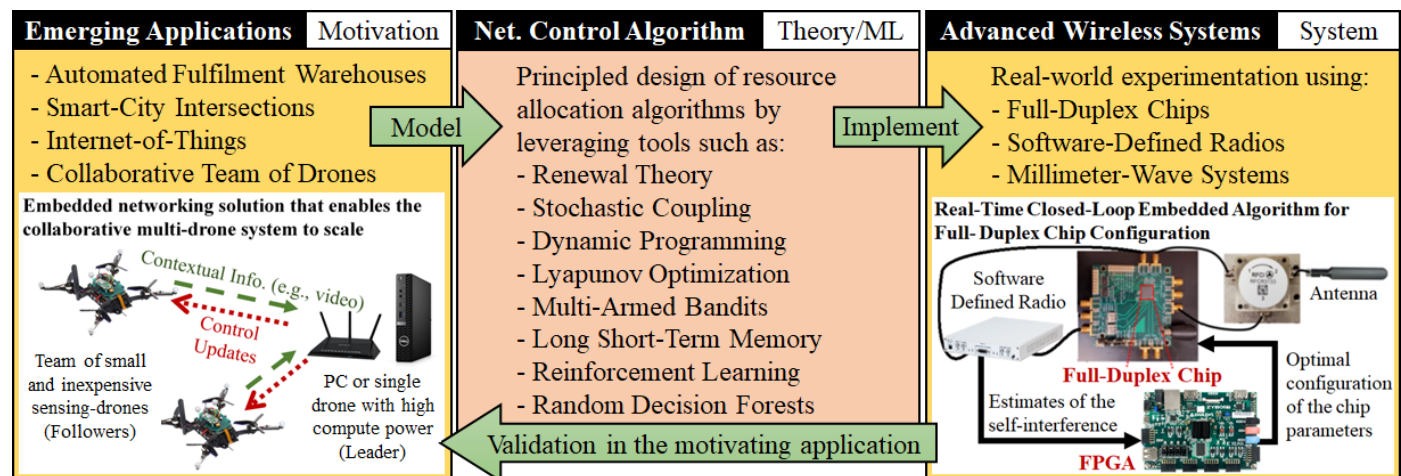 Emerging Applications
Motivation
- Automated Fulfilment Warehouses
- Smart-City Intersections
- Internet-of-Things
- Collaborative Team of Drones
Embedded networking solution that enables the
collaborative multi-drone system to scale
Contextual Info. (e.g., video)
Control
Updates
Team of small
and inexpensive
sensing-drones
(Followers)
PC or single
drone with high
compute power
(Leader)
Model
Net. Control Algorithm
Theory/ML
Principled design of resource
allocation algorithms by
leveraging tools such as:
- Renewal Theory
- Stochastic Coupling
- Dynamic Programming
- Lyapunov Optimization
- Multi-Armed Bandits
- Long Short-Term Memory
- Reinforcement Learning
- Random Decision Forests
Implement
Validation in the motivating application
Advanced Wireless Systems
System
Real-world experimentation using:
- Full-Duplex Chips
- Software-Defined Radios
- Millimeter-Wave Systems
Real-Time Closed-Loop Embedded Algorithm for
Full- Duplex Chip Configuration
Software
Defined Radio
Antenna
Full-Duplex Chip
Estimates of the
self-interference
Optimal
configuration
of the chip
parameters
FPGA